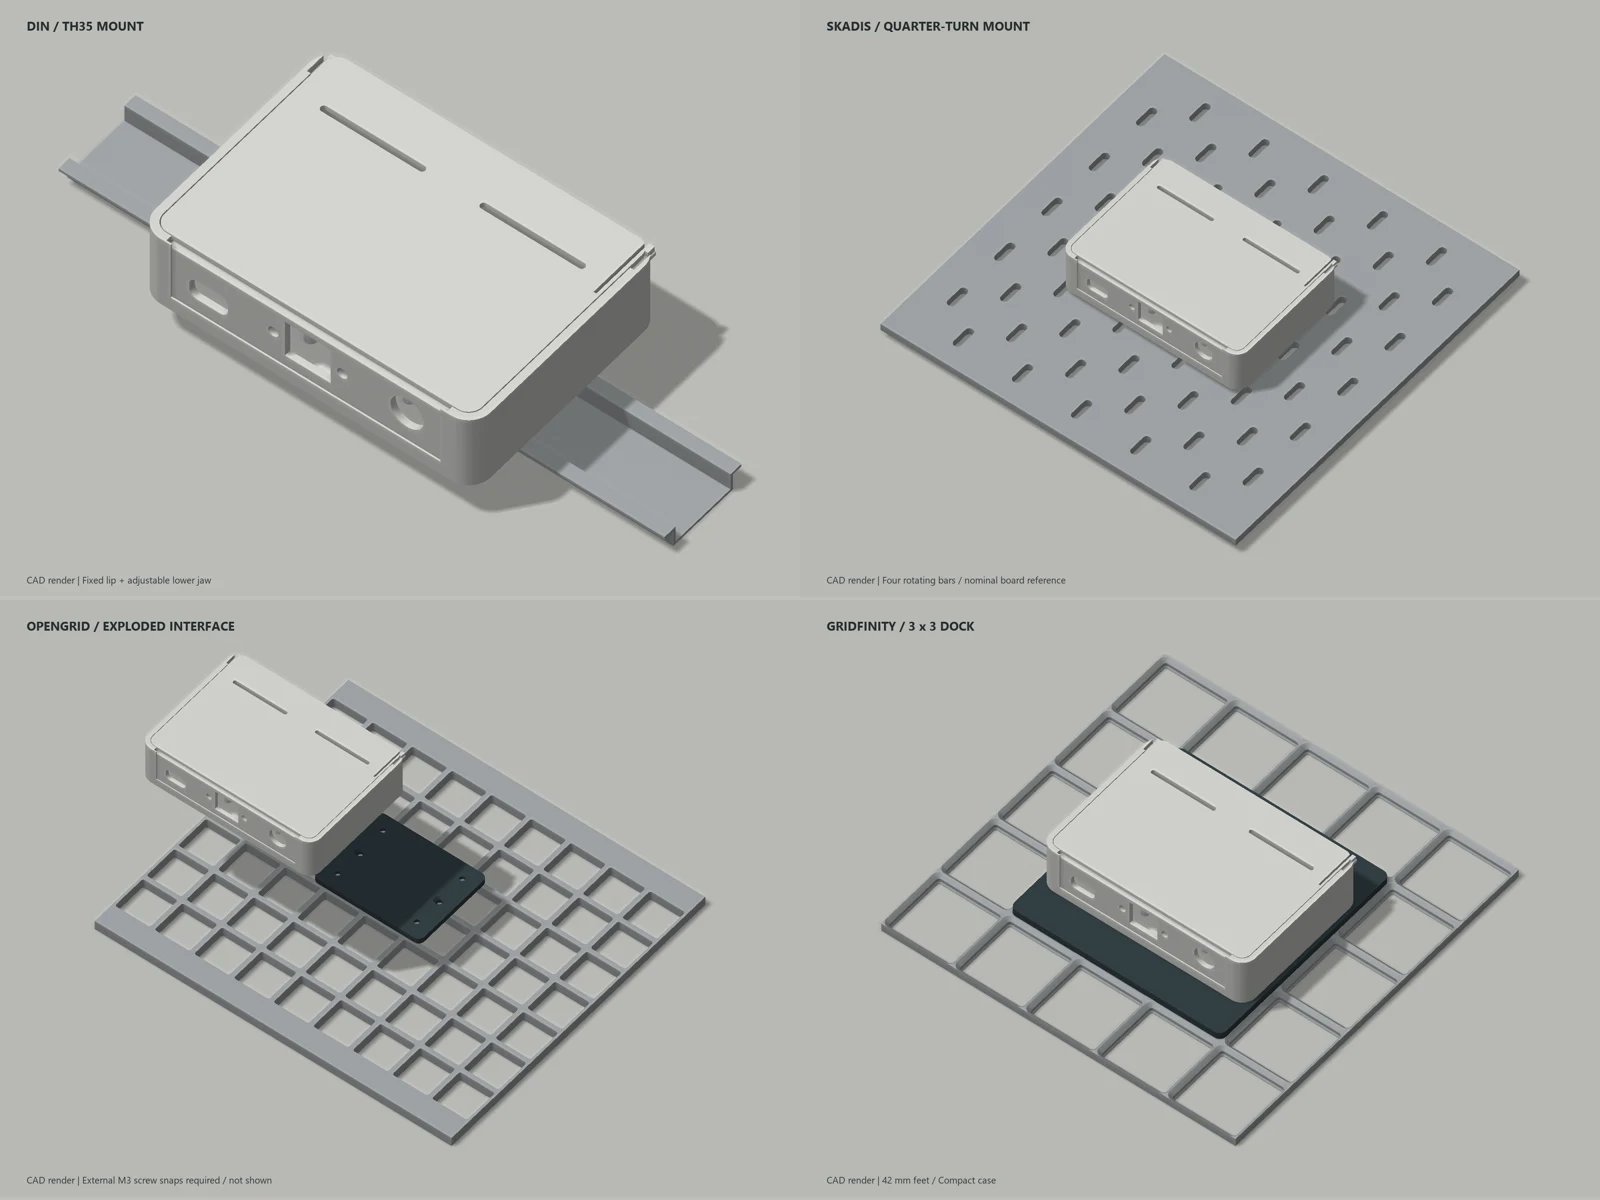 DIN / TH35 MOUNT
SKADIS / QUARTER-TURN MOUNT
CAD render | Fixed lip + adjustable lower jaw
CAD render | Four rotating bars / nominal board reference
OPENGRID / EXPLODED INTERFACE
GRIDFINITY / 3 x 3 DOCK
CAD render | External M3 screw snaps required / not shown
CAD render | 42 mm feet / Compact case